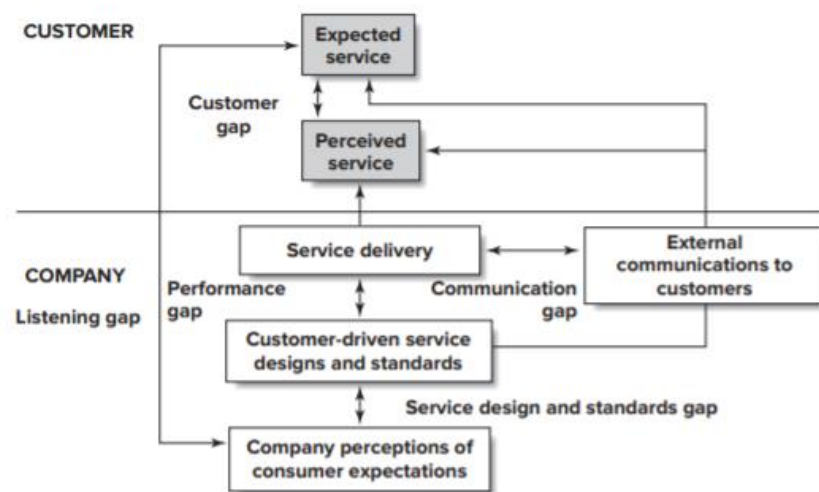 CUSTOMER
Expected
service
Customer
gap
Perceived
service
Service delivery
External
communications to
customers
COMPANY
Listening gap
Performance
gap
Communication
gap
Customer-driven service
designs and standards
Service design and standards gap
Company perceptions of
consumer expectations